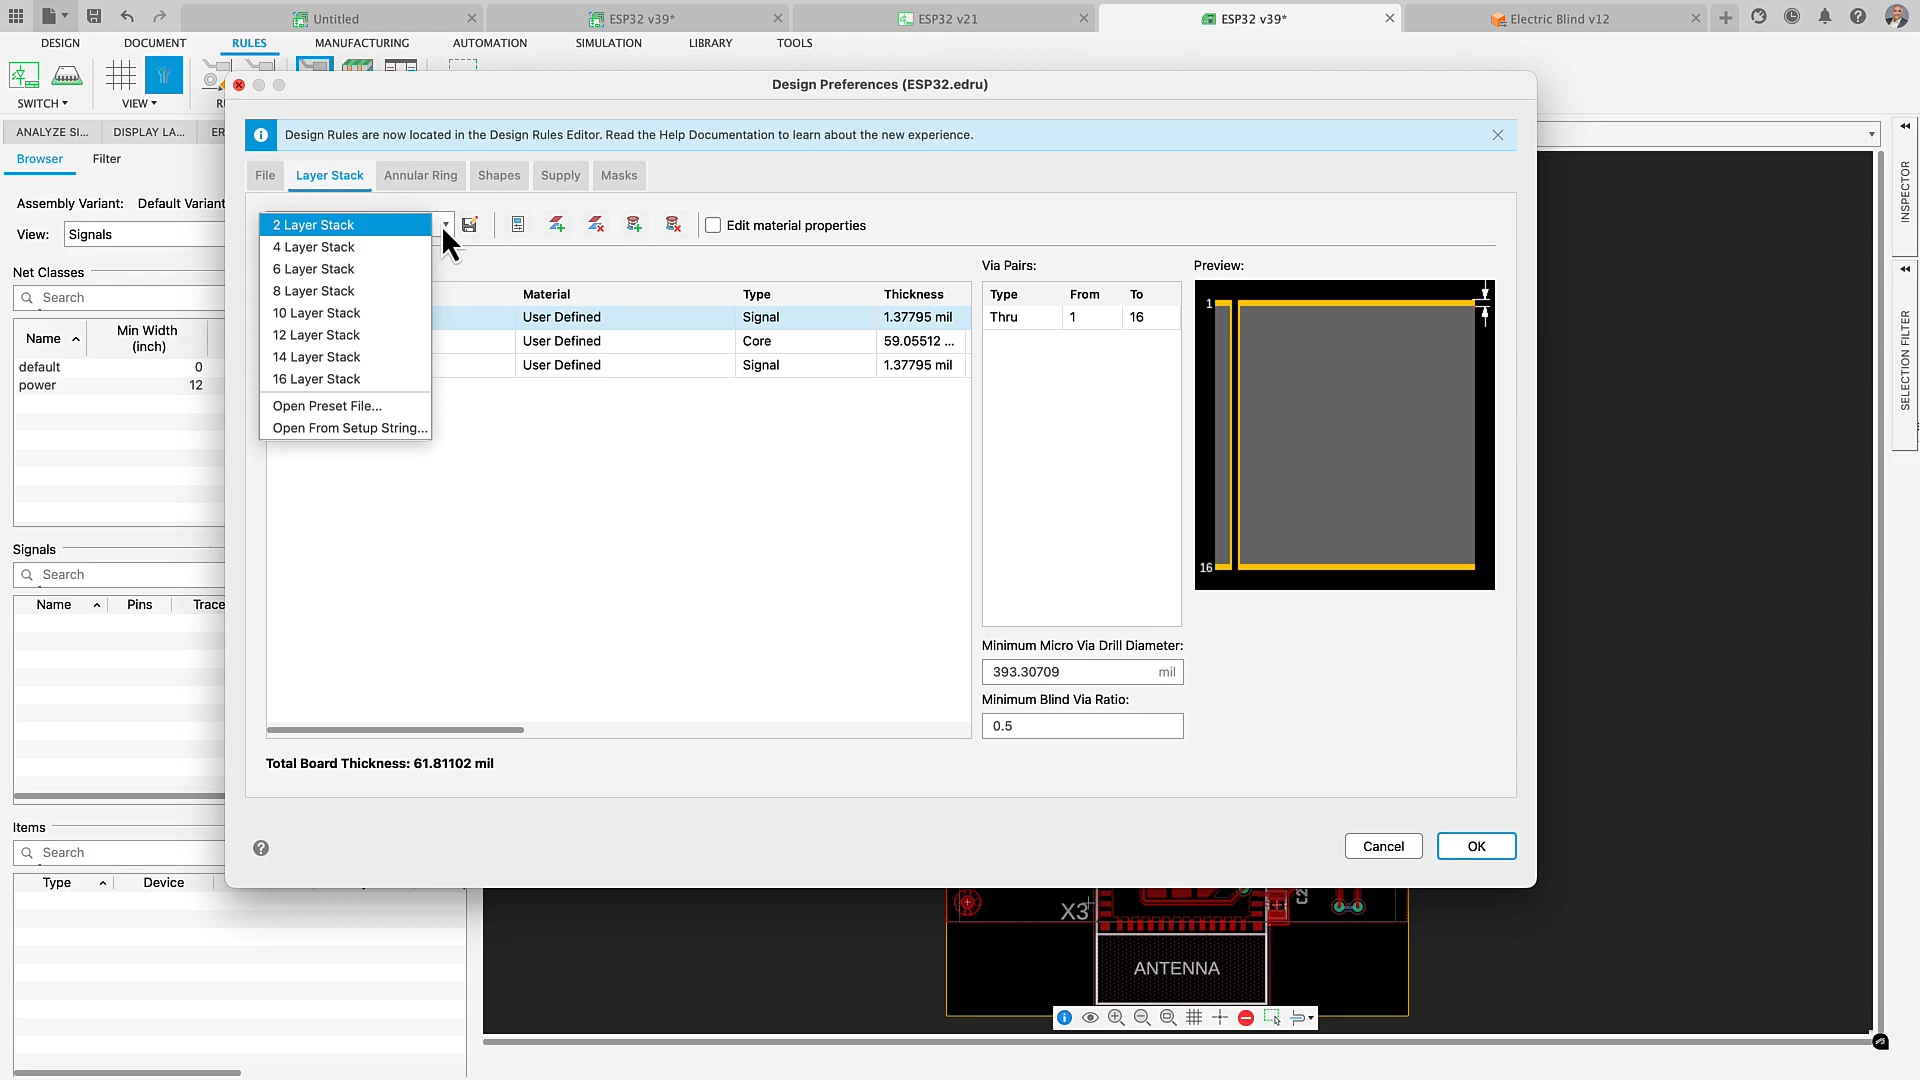 Untitled
ESP32 v39*
ESP32 v21
ESP32 v39*
Electric Blind v12
DESIGN
DOCUMENT
RULES
MANUFACTURING
AUTOMATION
SIMULATION
LIBRARY
TOOLS
SWITCH
VIEW
Design Preferences (ESP32.edru)
ANALYZE SI...
DISPLAY LA...
Design Rules are now located in the Design Rules Editor. Read the Help Documentation to learn about the new experience.
Browser
Filter
File
Layer Stack
Annular Ring
Shapes
Supply
Masks
Assembly Variant: Default Variant
View: Signals
Net Classes
Search
Name
Min Width
(inch)
default 0
power 12
Signals
Search
Name
Pins
Trace
Items
Search
Type
Device
2 Layer Stack
4 Layer Stack
6 Layer Stack
8 Layer Stack
10 Layer Stack
12 Layer Stack
14 Layer Stack
16 Layer Stack
Open Preset File...
Open From Setup String...
Edit material properties
Material Type Thickness
User Defined Signal 1.37795 mil
User Defined Core 59.05512 ...
User Defined Signal 1.37795 mil
Via Pairs:
Type From To
Thru 1 16
Preview:
1
16
Minimum Micro Via Drill Diameter:
393.30709 mil
Minimum Blind Via Ratio:
0.5
Total Board Thickness: 61.81102 mil
Cancel
OK
INSPECTOR
SELECTION FILTER
X3
ANTENNA